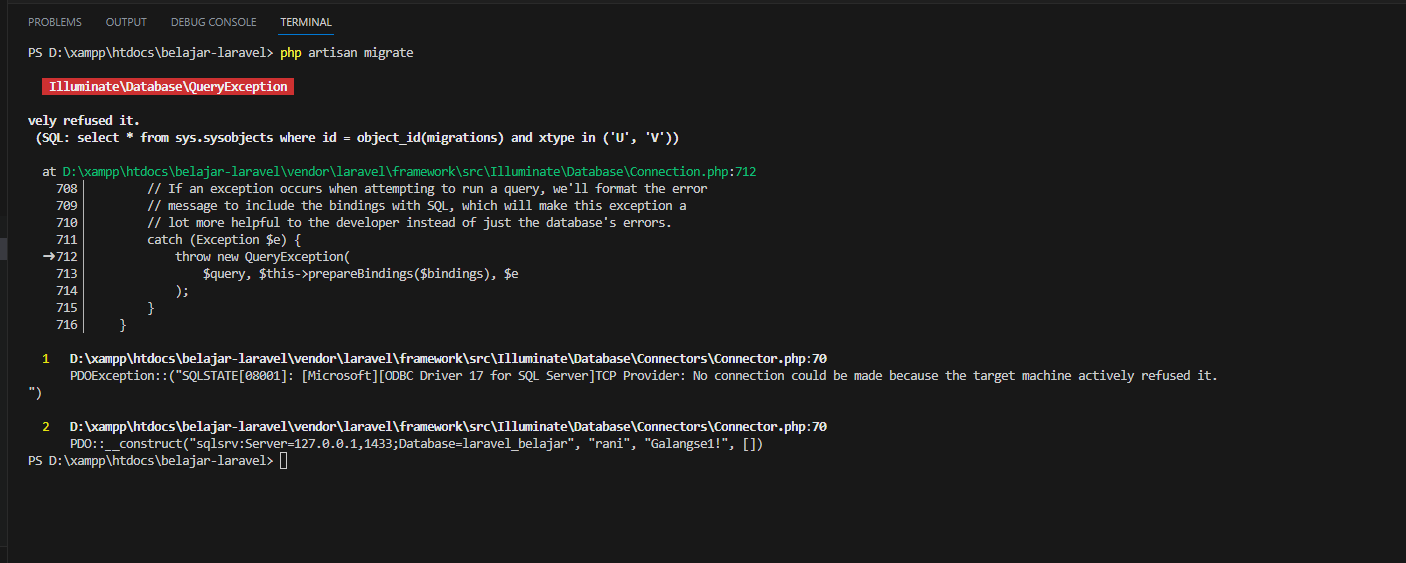 PROBLEMS OUTPUT DEBUG CONSOLE TERMINAL
PS D:\xampp\htdocs\belajar-laravel> php artisan migrate
Illuminate\Database\QueryException
vely refused it.
(SQL: select * from sys.sysobjects where id = object_id(migrations) and xtype in ('U', 'V'))
at D:\xampp\htdocs\belajar-laravel\vendor\laravel\framework\src\Illuminate\Database\Connection.php:712
708 // If an exception occurs when attempting to run a query, we'll format the error
709 // message to include the bindings with SQL, which will make this exception a
710 // lot more helpful to the developer instead of just the database's errors.
711 catch (Exception $e) {
➜712 throw new QueryException(
713 $query, $this->prepareBindings($bindings), $e
714 );
715 }
716 }
1 D:\xampp\htdocs\belajar-laravel\vendor\laravel\framework\src\Illuminate\Database\Connectors\Connector.php:70
PDOException::("SQLSTATE[08001]: [Microsoft][ODBC Driver 17 for SQL Server]TCP Provider: No connection could be made because the target machine actively refused it.
")
2 D:\xampp\htdocs\belajar-laravel\vendor\laravel\framework\src\Illuminate\Database\Connectors\Connector.php:70
PDO::__construct("sqlsrv:Server=127.0.0.1,1433;Database=laravel_belajar", "rani", "Galangse1!", [])
PS D:\xampp\htdocs\belajar-laravel>